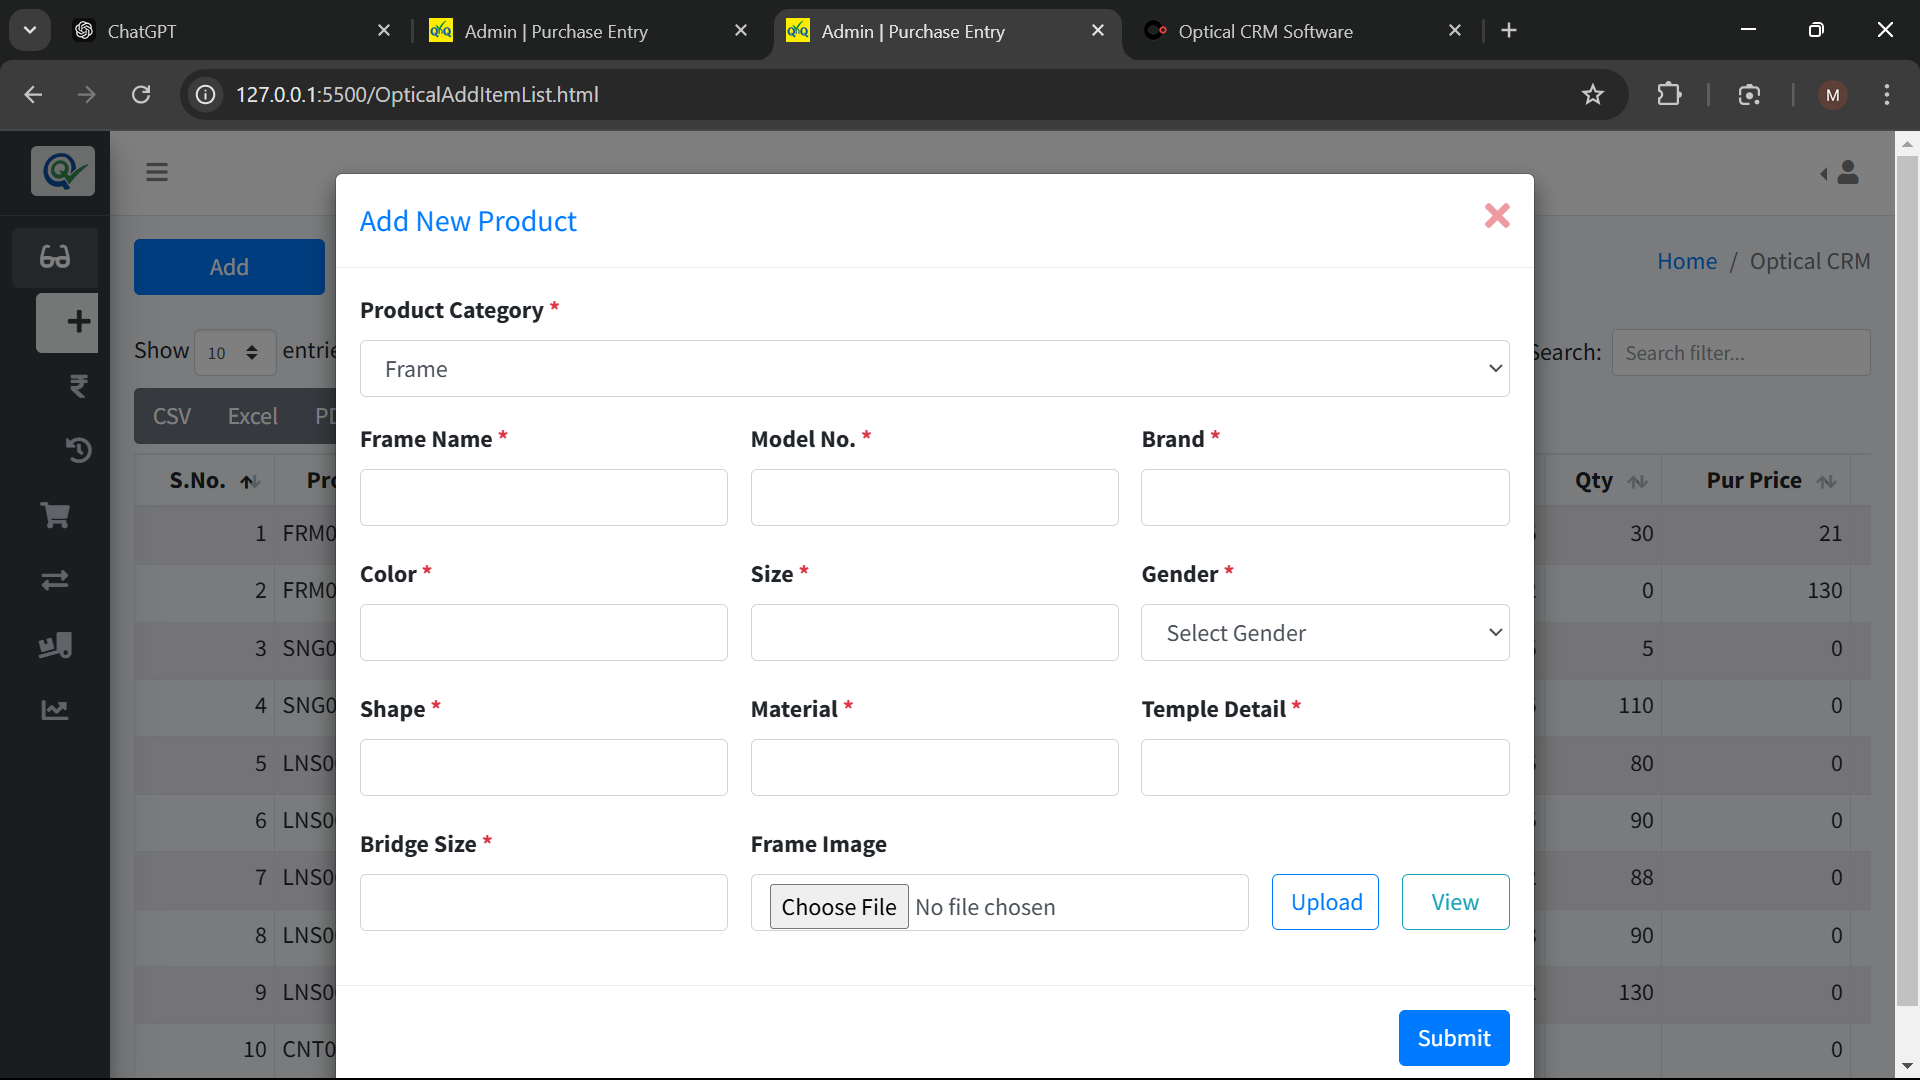 ChatGPT
Admin | Purchase Entry
Admin | Purchase Entry
Optical CRM Software
127.0.0.1:5500/OpticalAddItemList.html
M
Add New Product
Add
Home / Optical CRM
Product Category *
Frame
Show 10 entrie
Search: Search filter...
CSV Excel PD
Frame Name * Model No. * Brand *
S.No. Pro Qty Pur Price
1 FRM0 30 21
Color * Size * Gender *
2 FRM0 0 130
Select Gender
3 SNG0 5 0
Shape * Material * Temple Detail *
4 SNG0 110 0
5 LNS0 80 0
6 LNS0 90 0
Bridge Size * Frame Image
7 LNS0 88 0
Choose File No file chosen Upload View
8 LNS0 90 0
9 LNS0 130 0
Submit
10 CNT0 0